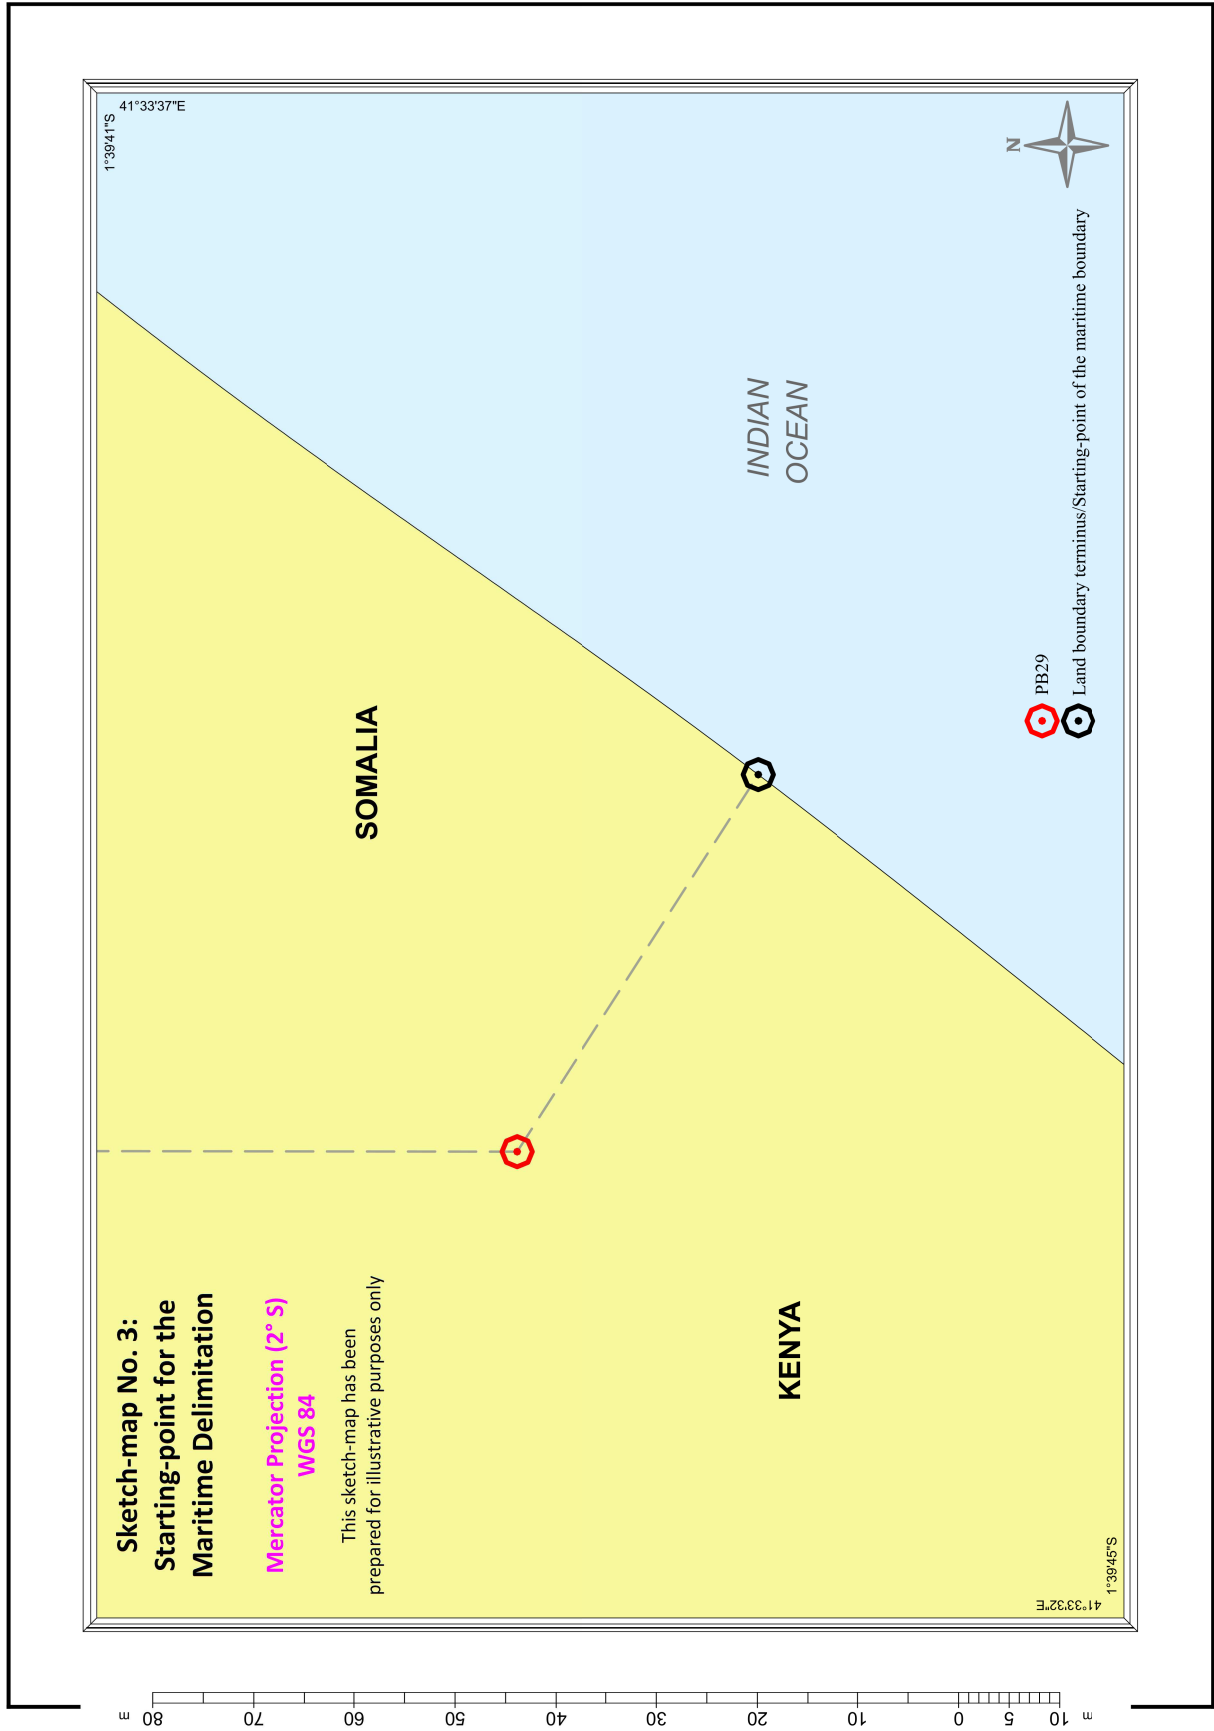 Sketch-map No. 3:
Starting-point for the
Maritime Delimitation
Mercator Projection (2° S)
WGS 84
This sketch-map has been
prepared for illustrative purposes only
41°33'37"E
1°39'41"S
N
SOMALIA
INDIAN
OCEAN
KENYA
PB29
Land boundary terminus/Starting-point of the maritime boundary
41°33'32"E
1°39'45"S
m 10 5 0 10 20 30 40 50 60 70 80 m